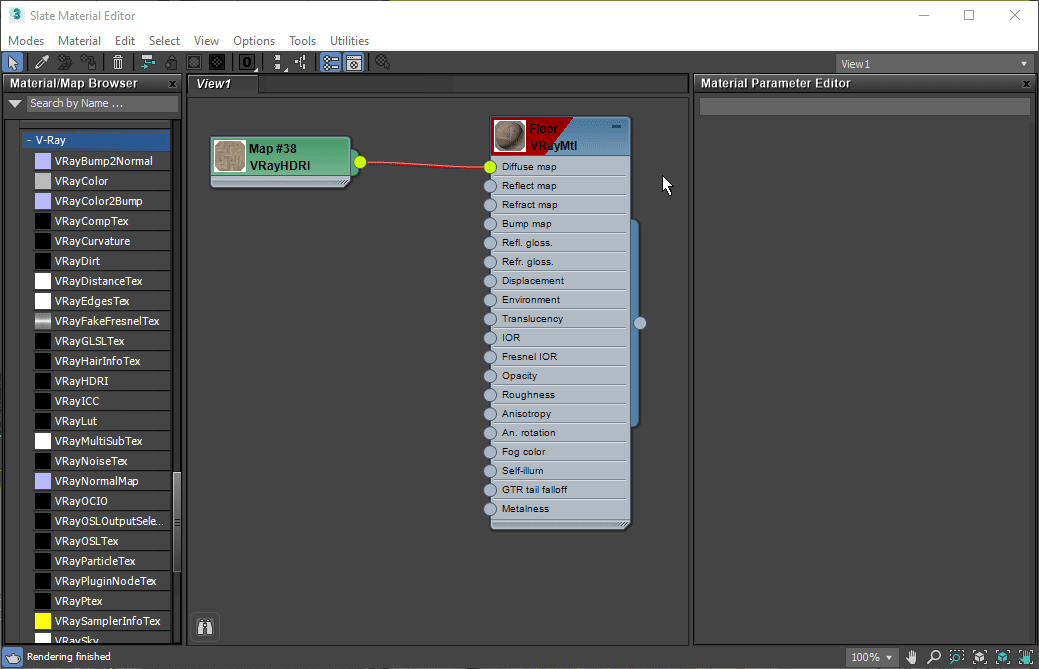 Slate Material Editor
Modes Material Edit Select View Options Tools Utilities
0
View1
Material/Map Browser x
View1
Material Parameter Editor x
Search by Name ...
- V-Ray
VRayBump2Normal
VRayColor
VRayColor2Bump
VRayCompTex
VRayCurvature
VRayDirt
VRayDistanceTex
VRayEdgesTex
VRayFakeFresnelTex
VRayGLSLTex
VRayHairInfoTex
VRayHDRI
VRayICC
VRayLut
VRayMultiSubTex
VRayNoiseTex
VRayNormalMap
VRayOCIO
VRayOSLOutputSele...
VRayOSLTex
VRayParticleTex
VRayPluginNodeTex
VRayPtex
VRaySamplerInfoTex
VRaySky
Map #38
VRayHDRI
Floor
VRayMtl
Diffuse map
Reflect map
Refract map
Bump map
Refl. gloss.
Refr. gloss.
Displacement
Environment
Translucency
IOR
Fresnel IOR
Opacity
Roughness
Anisotropy
An. rotation
Fog color
Self-illum
GTR tail falloff
Metalness
Rendering finished
100%